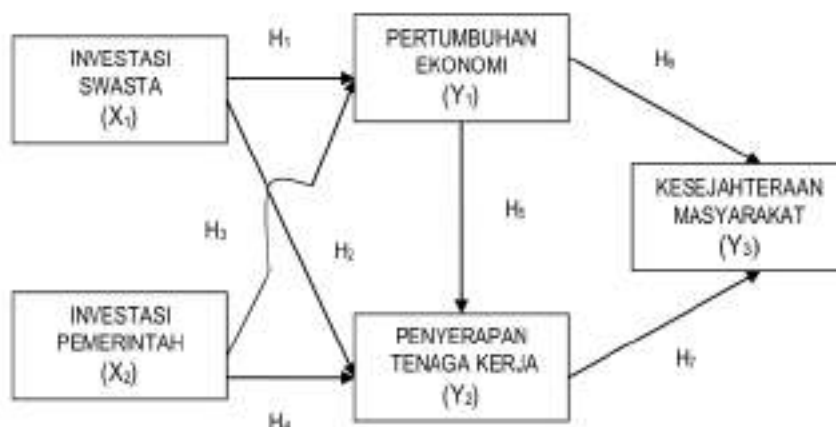 H₁
INVESTASI
SWASTA
(X₁)
PERTUMBUHAN
EKONOMI
(Y₁)
H₃
H₂
H₅
KESEJAHTERAAN
MASYARAKAT
(Y₃)
INVESTASI
PEMERINTAH
(X₂)
PENYERAPAN
TENAGA KERJA
(Y₂)
H₇
H₄